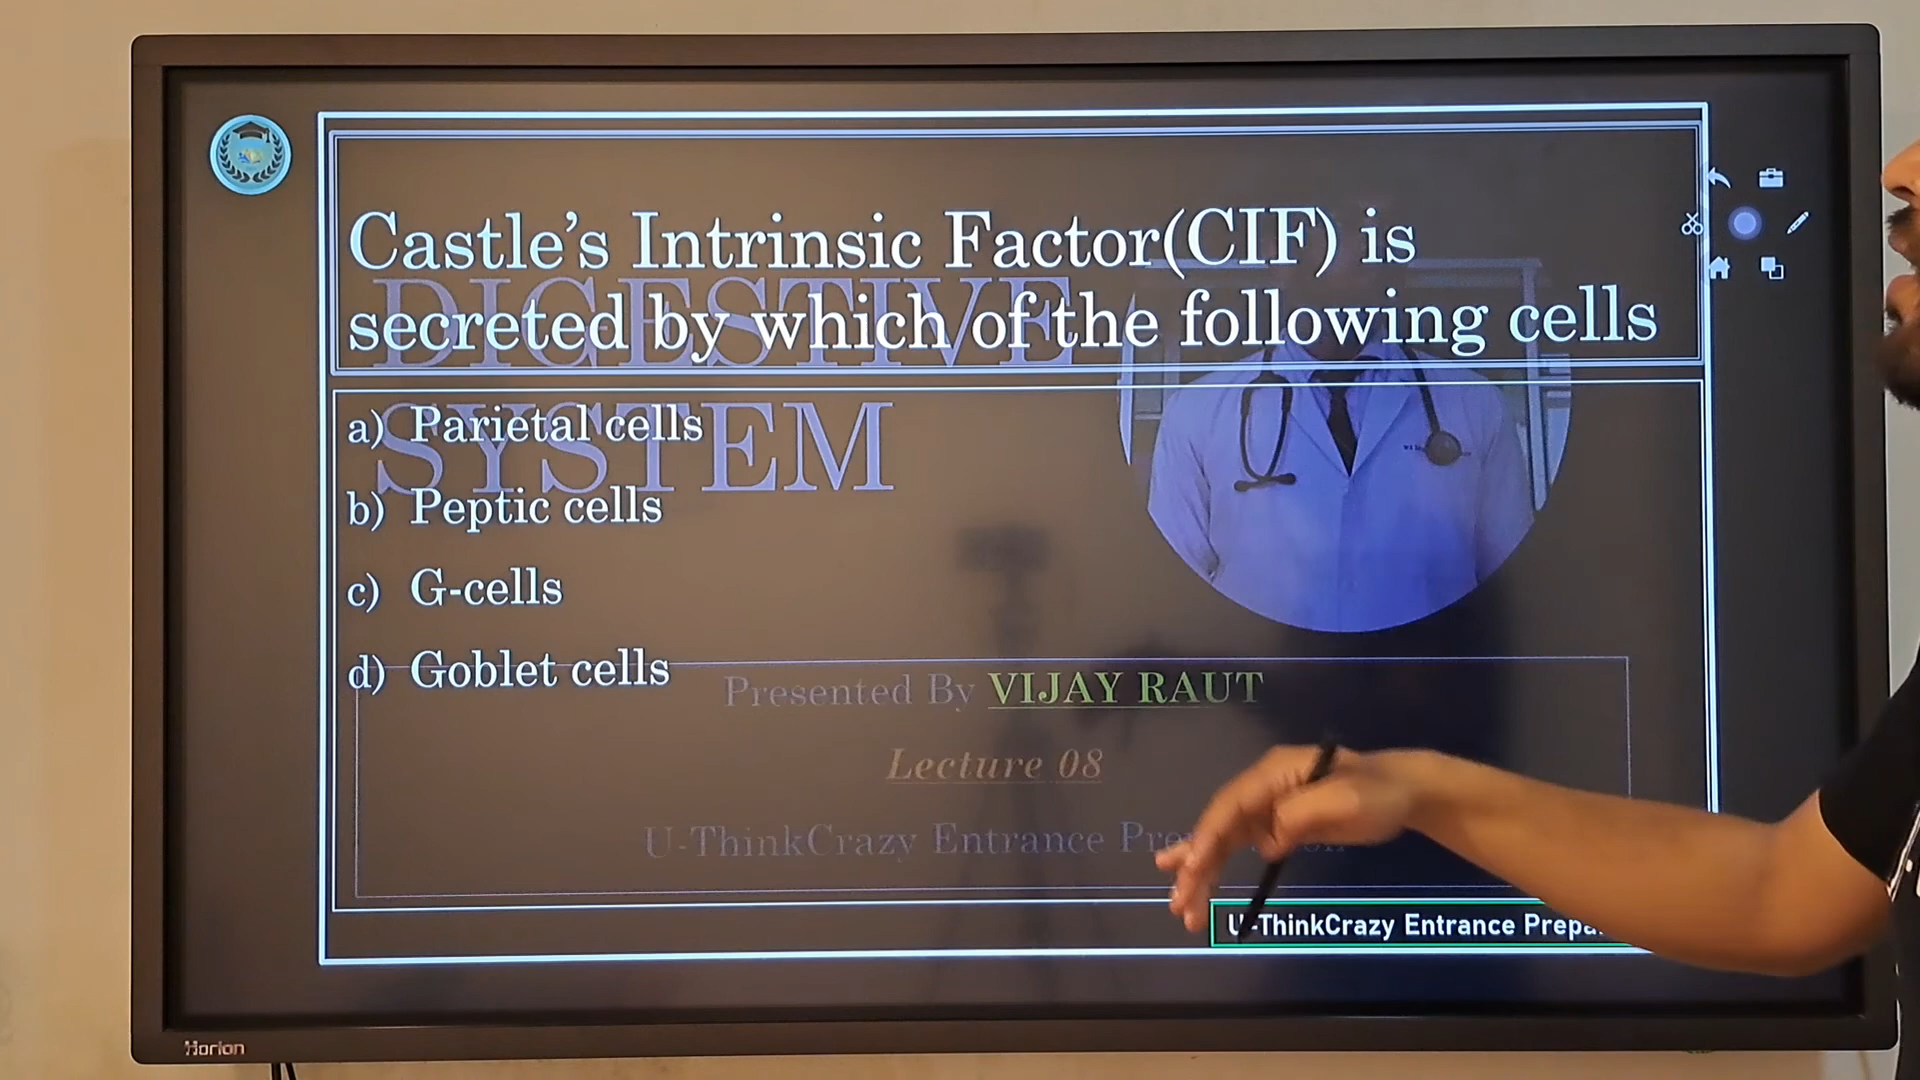 Castle's Intrinsic Factor(CIF) is
DIGESTIVE
secreted by which of the following cells
a) Parietal cells
SYSTEM
b) Peptic cells
c) G-cells
d) Goblet cells
Presented By VIJAY RAUT
Lecture 08
U-ThinkCrazy Entrance
U-ThinkCrazy Entrance
Horion